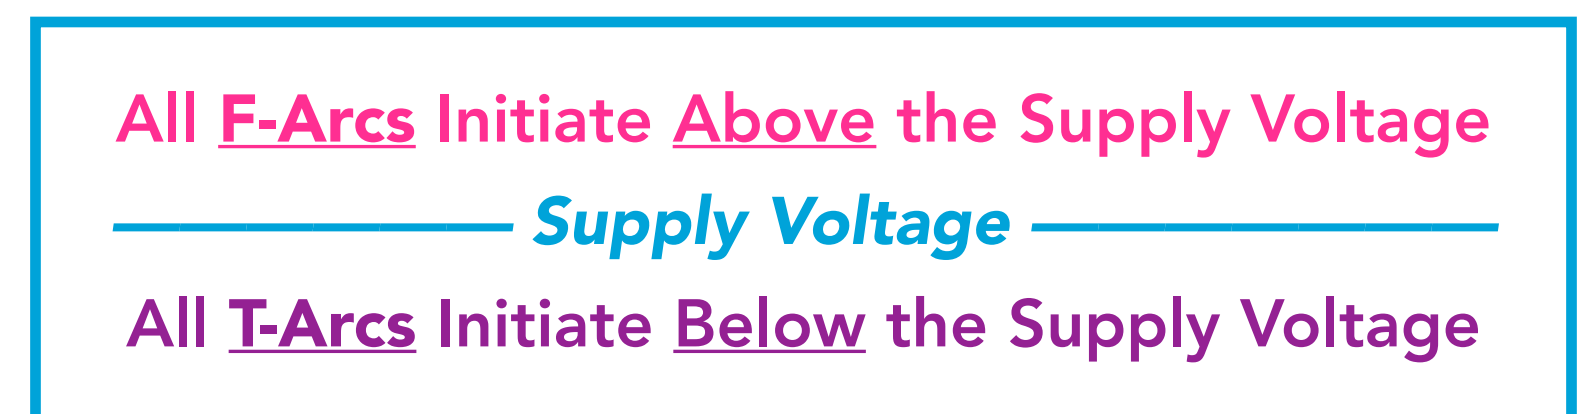 All F-Arcs Initiate Above the Supply Voltage
Supply Voltage
All T-Arcs Initiate Below the Supply Voltage